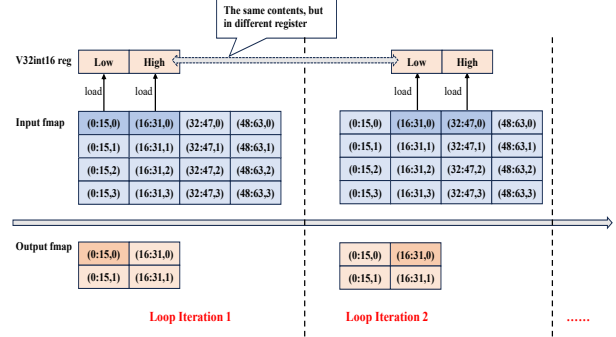 The same contents, but
in different register
V32int16 reg
Low High
Low High
load load
load load
Input fmap
(0:15,0) (16:31,0) (32:47,0) (48:63,0)
(0:15,1) (16:31,1) (32:47,1) (48:63,1)
(0:15,2) (16:31,2) (32:47,2) (48:63,2)
(0:15,3) (16:31,3) (32:47,3) (48:63,3)
(0:15,0) (16:31,0) (32:47,0) (48:63,0)
(0:15,1) (16:31,1) (32:47,1) (48:63,1)
(0:15,2) (16:31,2) (32:47,2) (48:63,2)
(0:15,3) (16:31,3) (32:47,3) (48:63,3)
Output fmap
(0:15,0) (16:31,0)
(0:15,1) (16:31,1)
(0:15,0) (16:31,0)
(0:15,1) (16:31,1)
Loop Iteration 1
Loop Iteration 2
......